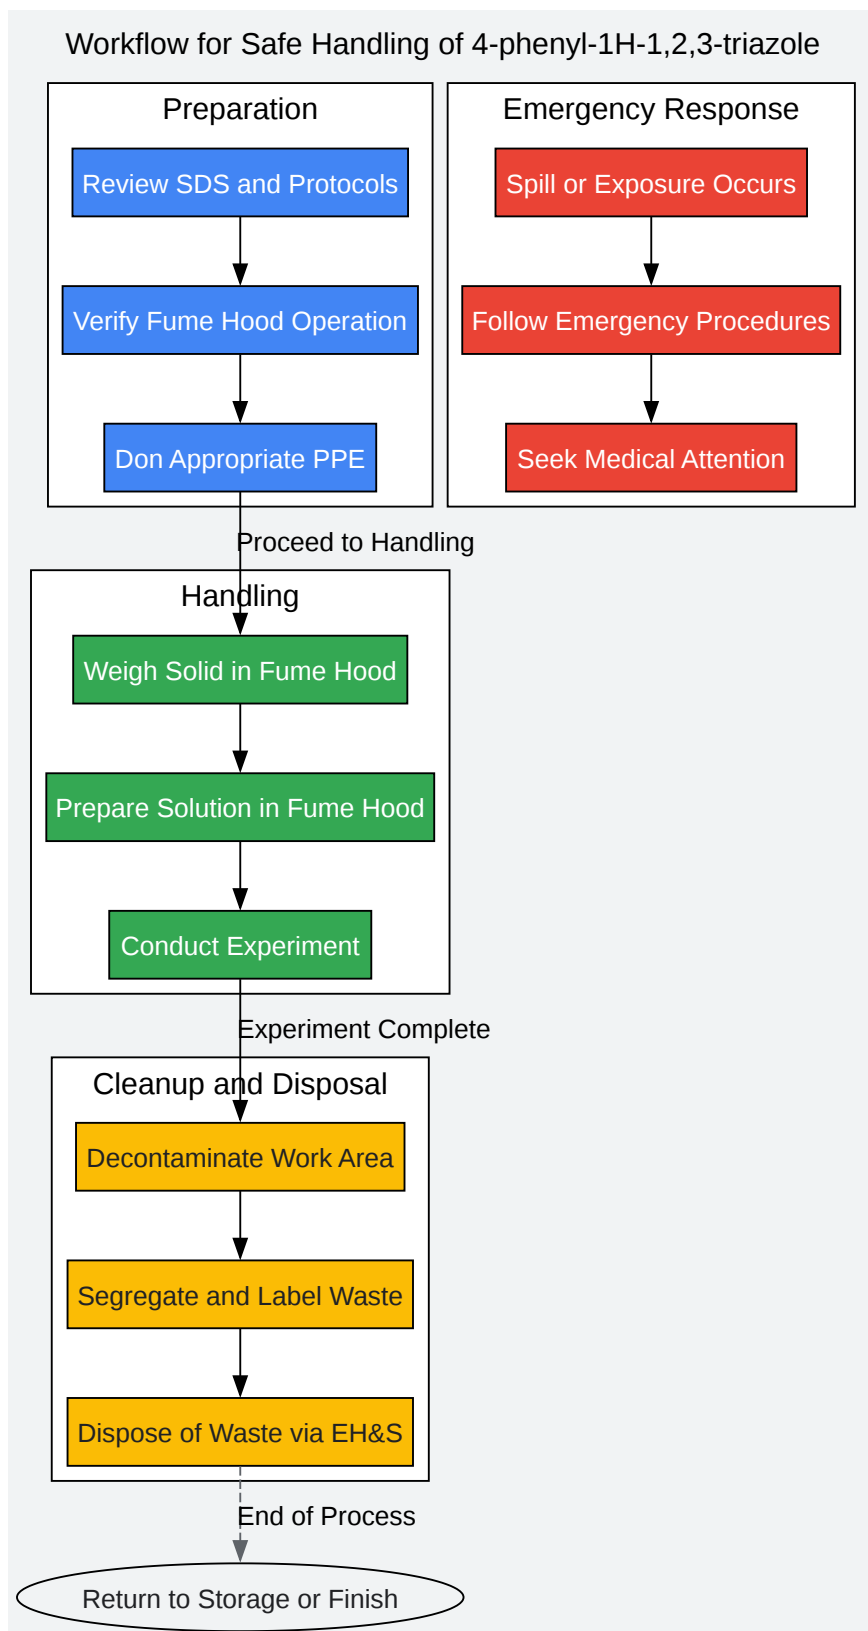 Workflow for Safe Handling of 4-phenyl-1H-1,2,3-triazole
Preparation
Review SDS and Protocols
Verify Fume Hood Operation
Don Appropriate PPE
Emergency Response
Spill or Exposure Occurs
Follow Emergency Procedures
Seek Medical Attention
Proceed to Handling
Handling
Weigh Solid in Fume Hood
Prepare Solution in Fume Hood
Conduct Experiment
Experiment Complete
Cleanup and Disposal
Decontaminate Work Area
Segregate and Label Waste
Dispose of Waste via EH&S
End of Process
Return to Storage or Finish